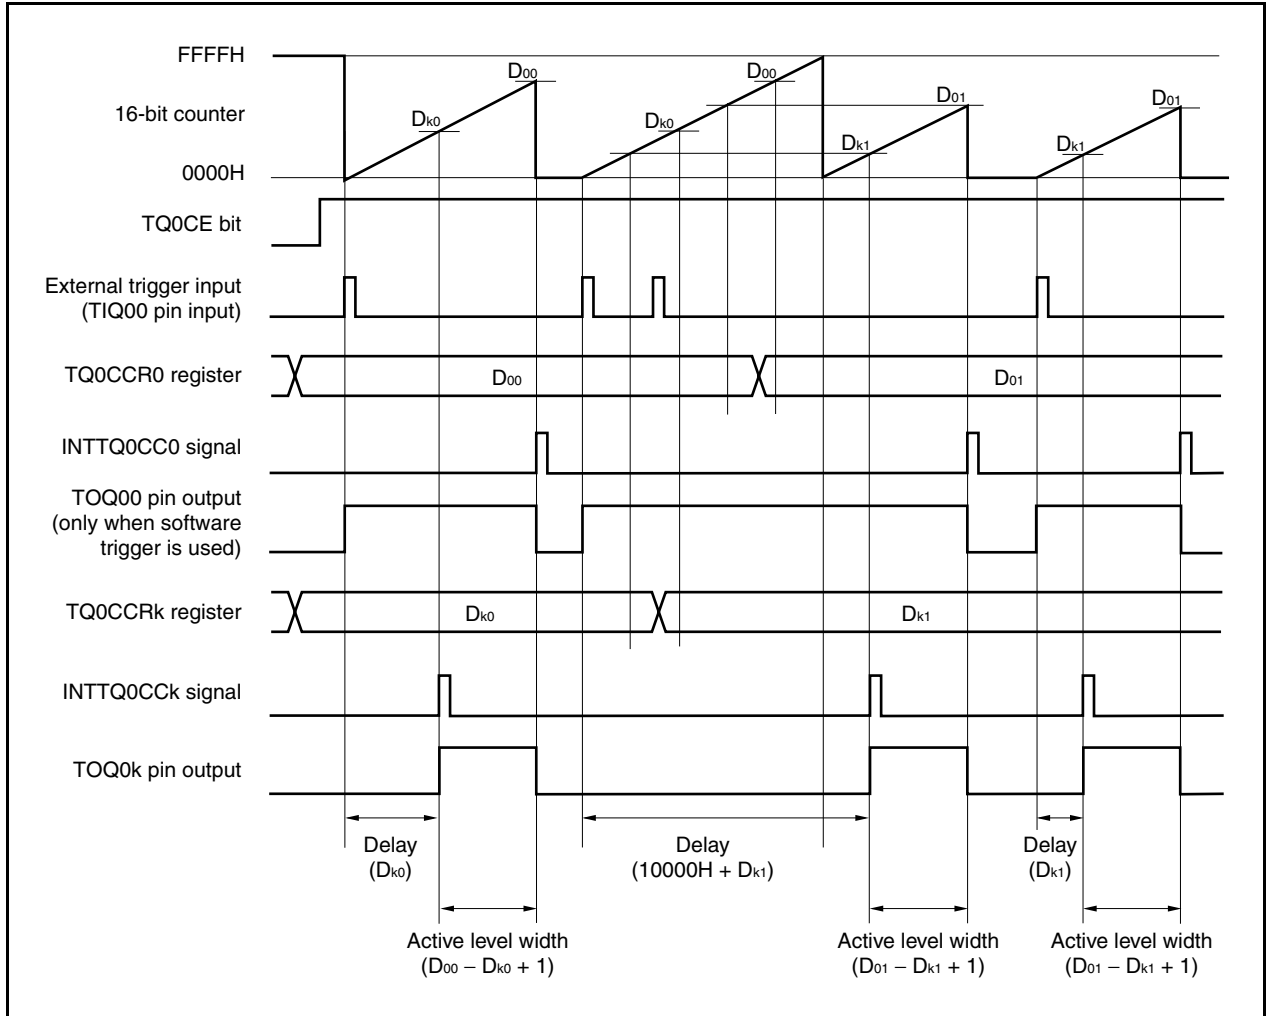 FFFFH
16-bit counter
0000H
D00
Dk0
D00
Dk0
D01
Dk1
D01
Dk1
TQ0CE bit
External trigger input
(TIQ00 pin input)
TQ0CCR0 register
D00
D01
INTTQ0CC0 signal
TOQ00 pin output
(only when software
trigger is used)
TQ0CCRk register
Dk0
Dk1
INTTQ0CCk signal
TOQ0k pin output
Delay
(Dk0)
Delay
(10000H + Dk1)
Delay
(Dk1)
Active level width
(D00 − Dk0 + 1)
Active level width
(D01 − Dk1 + 1)
Active level width
(D01 − Dk1 + 1)